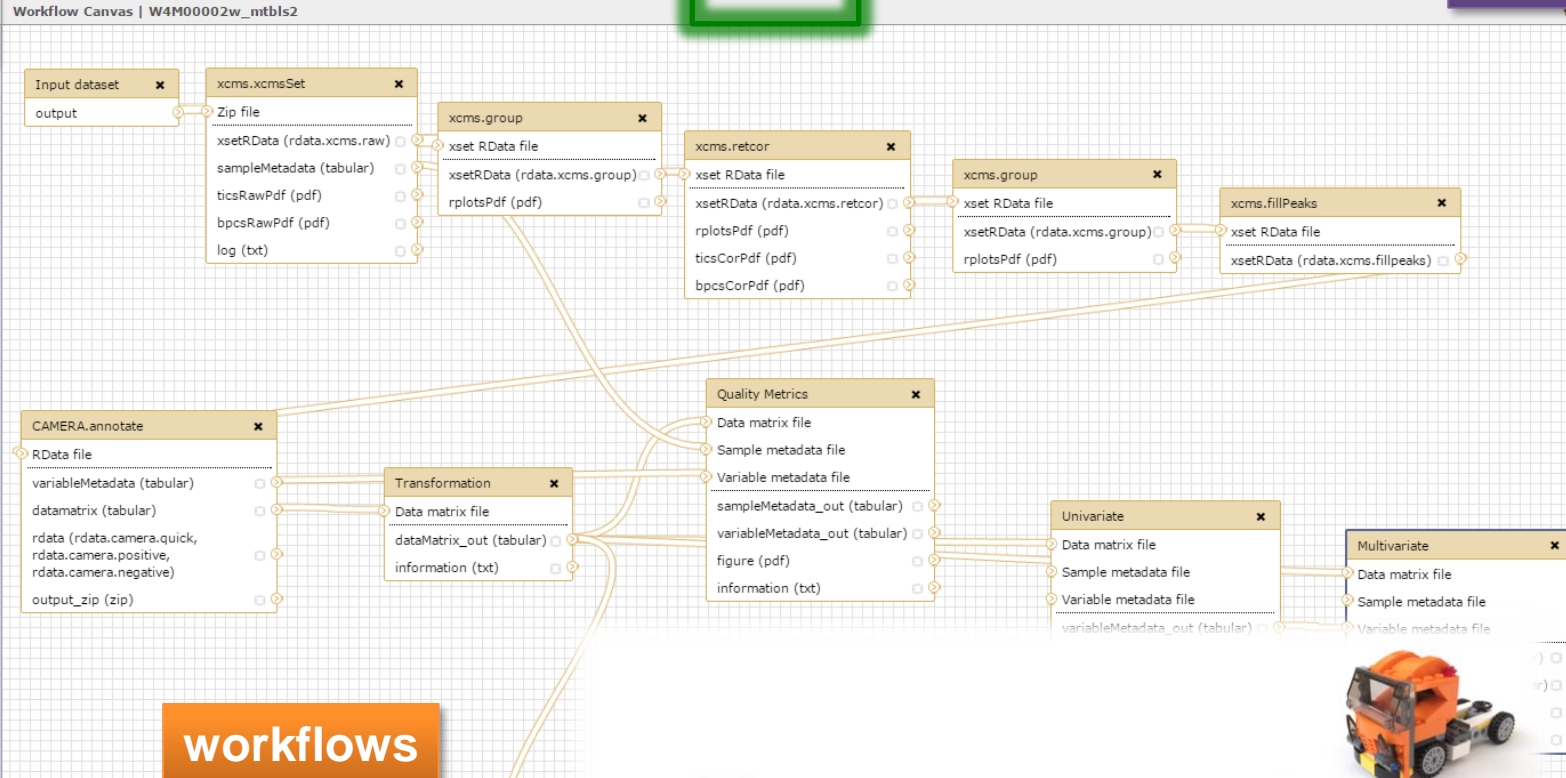 Workflow Canvas | W4M00002w_mtbls2
Input dataset
output
xcms.xcmsSet
Zip file
xsetRData (rdata.xcms.raw)
sampleMetadata (tabular)
ticsRawPdf (pdf)
bpcsRawPdf (pdf)
log (txt)
xcms.group
xset RData file
xsetRData (rdata.xcms.group)
rplotsPdf (pdf)
xcms.retcor
xset RData file
xsetRData (rdata.xcms.retcor)
rplotsPdf (pdf)
ticsCorPdf (pdf)
bpcsCorPdf (pdf)
xcms.group
xset RData file
xsetRData (rdata.xcms.group)
rplotsPdf (pdf)
xcms.fillPeaks
xset RData file
xsetRData (rdata.xcms.fillpeaks)
CAMERA.annotate
RData file
variableMetadata (tabular)
datamatrix (tabular)
rdata (rdata.camera.quick,
rdata.camera.positive,
rdata.camera.negative)
output_zip (zip)
Transformation
Data matrix file
dataMatrix_out (tabular)
information (txt)
Quality Metrics
Data matrix file
Sample metadata file
Variable metadata file
sampleMetadata_out (tabular)
variableMetadata_out (tabular)
figure (pdf)
information (txt)
Univariate
Data matrix file
Sample metadata file
Variable metadata file
variableMetadata_out (tabular)
Multivariate
Data matrix file
Sample metadata file
Variable metadata file
workflows